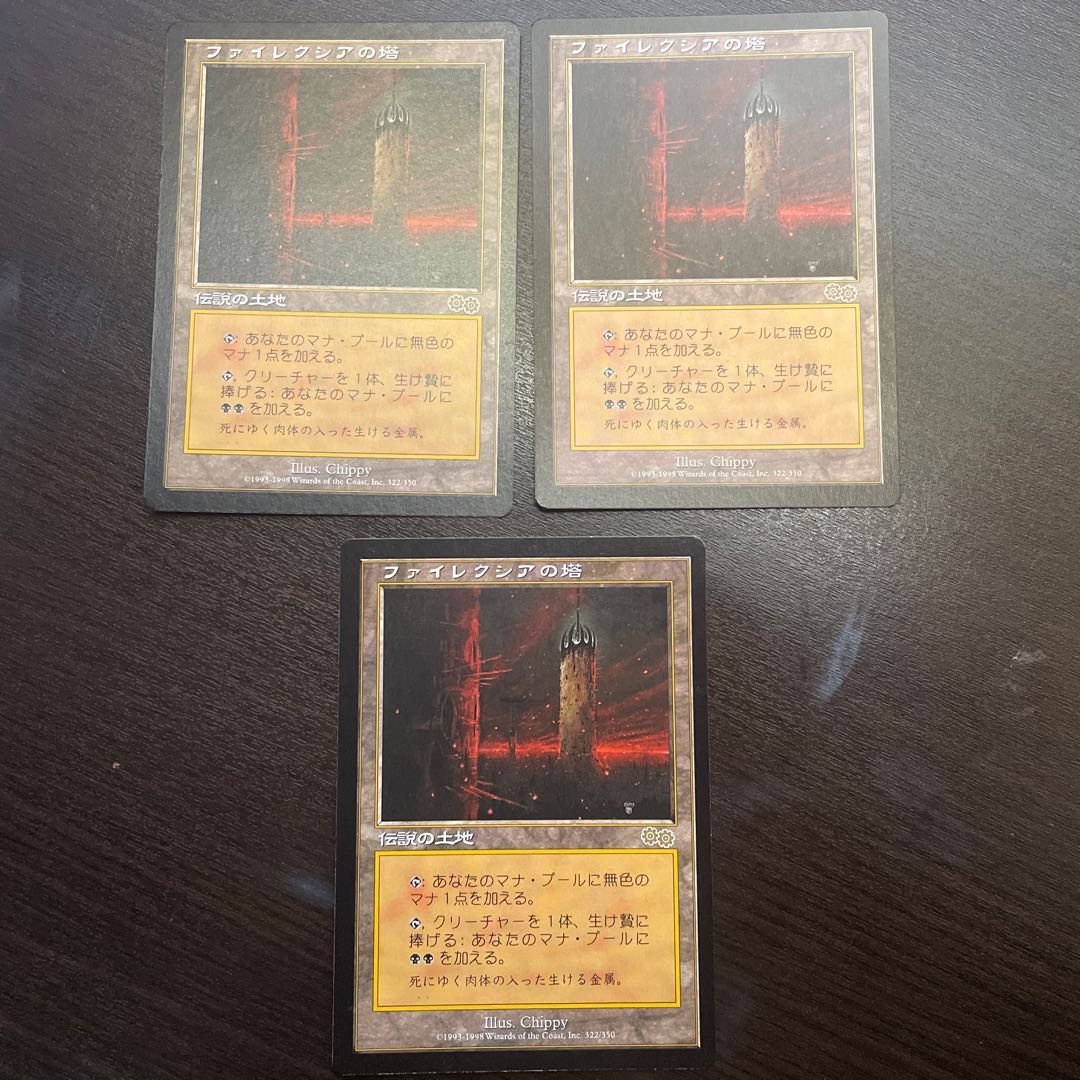 ファイレクシアの塔
伝説の土地
: あなたのマナ・プールに無色の
マナ1点を加える。
, クリーチャーを1体、生け贄に
捧げる: あなたのマナ・プールに
を加える。
死にゆく肉体の入った生ける金属。
Illus. Chippy
©1993-1998 Wizards of the Coast, Inc. 322/350
ファイレクシアの塔
伝説の土地
: あなたのマナ・プールに無色の
マナ1点を加える。
, クリーチャーを1体、生け贄に
捧げる: あなたのマナ・プールに
を加える。
死にゆく肉体の入った生ける金属。
Illus. Chippy
©1993-1998 Wizards of the Coast, Inc. 322/350
ファイレクシアの塔
伝説の土地
: あなたのマナ・プールに無色の
マナ1点を加える。
, クリーチャーを1体、生け贄に
捧げる: あなたのマナ・プールに
を加える。
死にゆく肉体の入った生ける金属。
Illus. Chippy
©1993-1998 Wizards of the Coast, Inc. 322/350